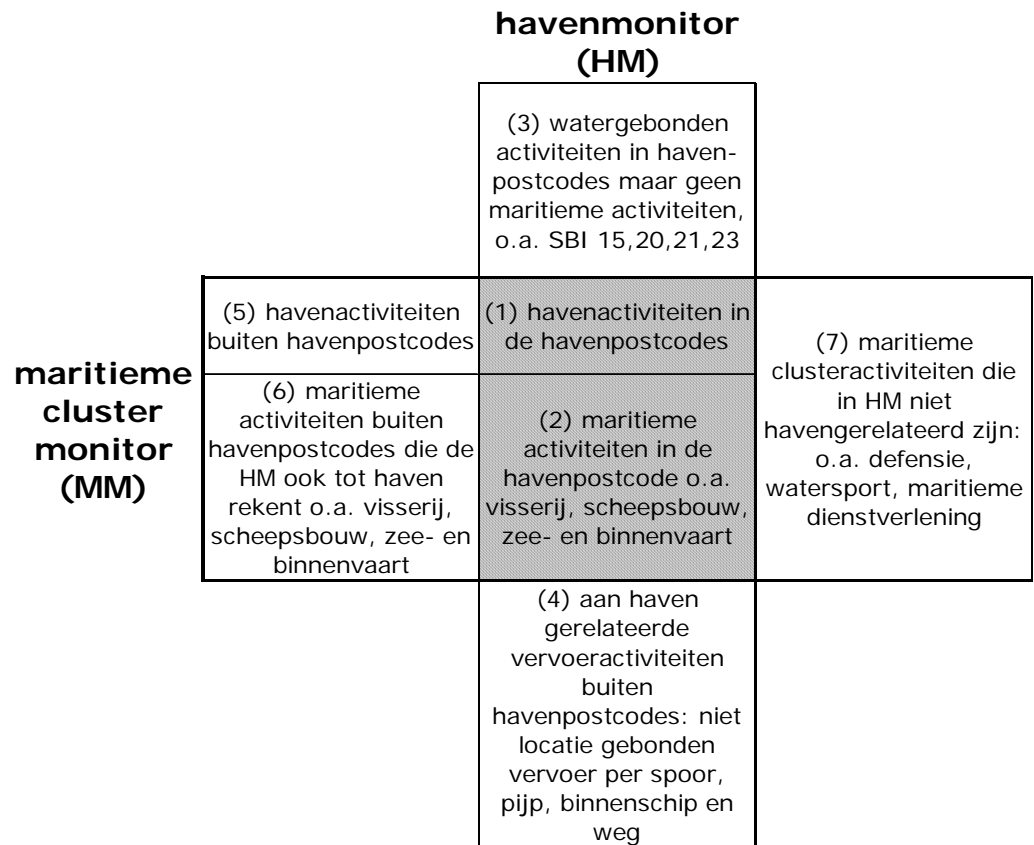 havenmonitor
(HM)
(3) watergebonden
activiteiten in haven-
postcodes maar geen
maritieme activiteiten,
o.a. SBI 15,20,21,23
maritieme
cluster
monitor
(MM)
(5) havenactiviteiten
buiten havenpostcodes
(1) havenactiviteiten in
de havenpostcodes
(6) maritieme
activiteiten buiten
havenpostcodes die de
HM ook tot haven
rekent o.a. visserij,
scheepsbouw, zee- en
binnenvaart
(2) maritieme
activiteiten in de
havenpostcode o.a.
visserij, scheepsbouw,
zee- en binnenvaart
(7) maritieme
clusteractiviteiten die
in HM niet
havengerelateerd zijn:
o.a. defensie,
watersport, maritieme
dienstverlening
(4) aan haven
gerelateerde
vervoeractiviteiten
buiten
havenpostcodes: niet
locatie gebonden
vervoer per spoor,
pijp, binnenschip en
weg